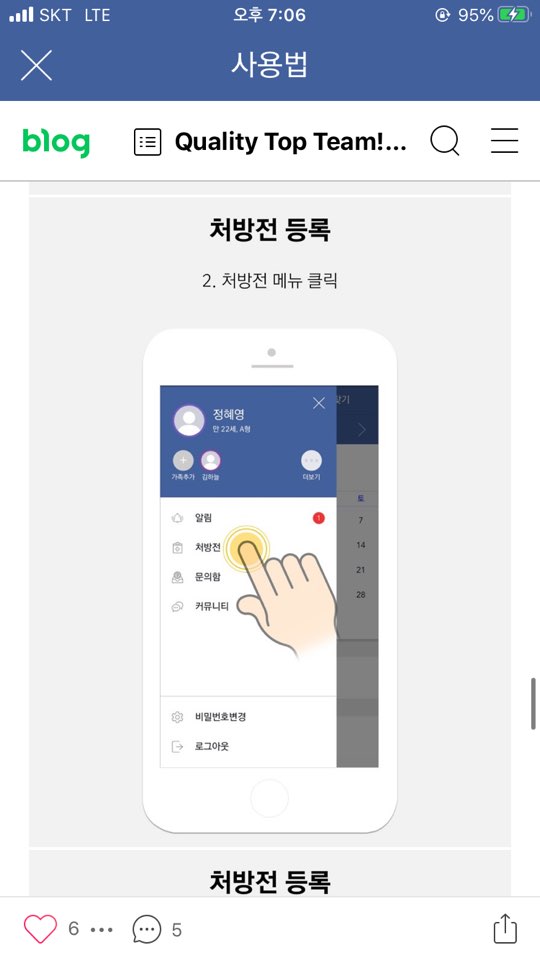 SKT LTE 오후 7:06 95%
사용법
blog Quality Top Team!...
처방전 등록
2. 처방전 메뉴 클릭
찾기
정혜영
만 22세, A형
가족추가 김하늘 더보기
토
알림 1
7
처방전
14
문의함
21
28
커뮤니티
비밀번호변경
로그아웃
처방전 등록
6 5